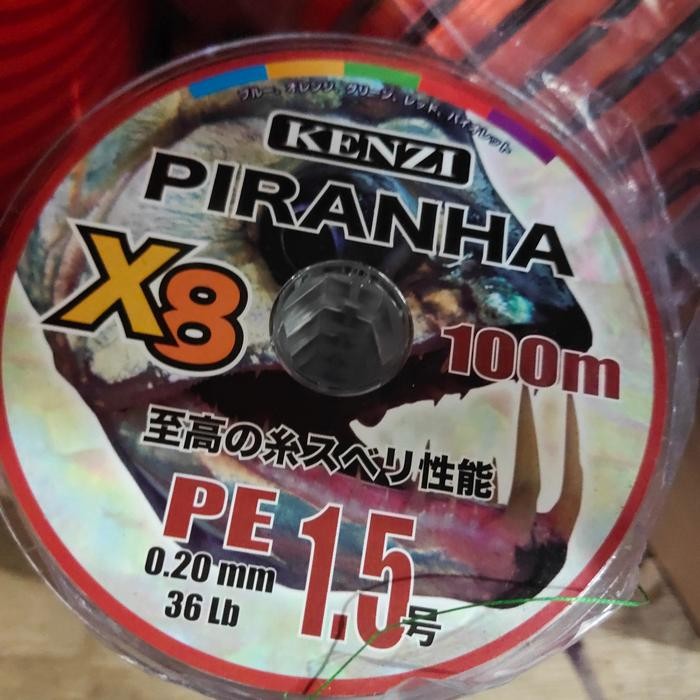 ブルー、オレンジ、グリーン、レッド、バイオレット
KENZI
PIRANHA
X8
100m
至高の糸スベリ性能
PE 1.5号
0.20 mm
36 Lb